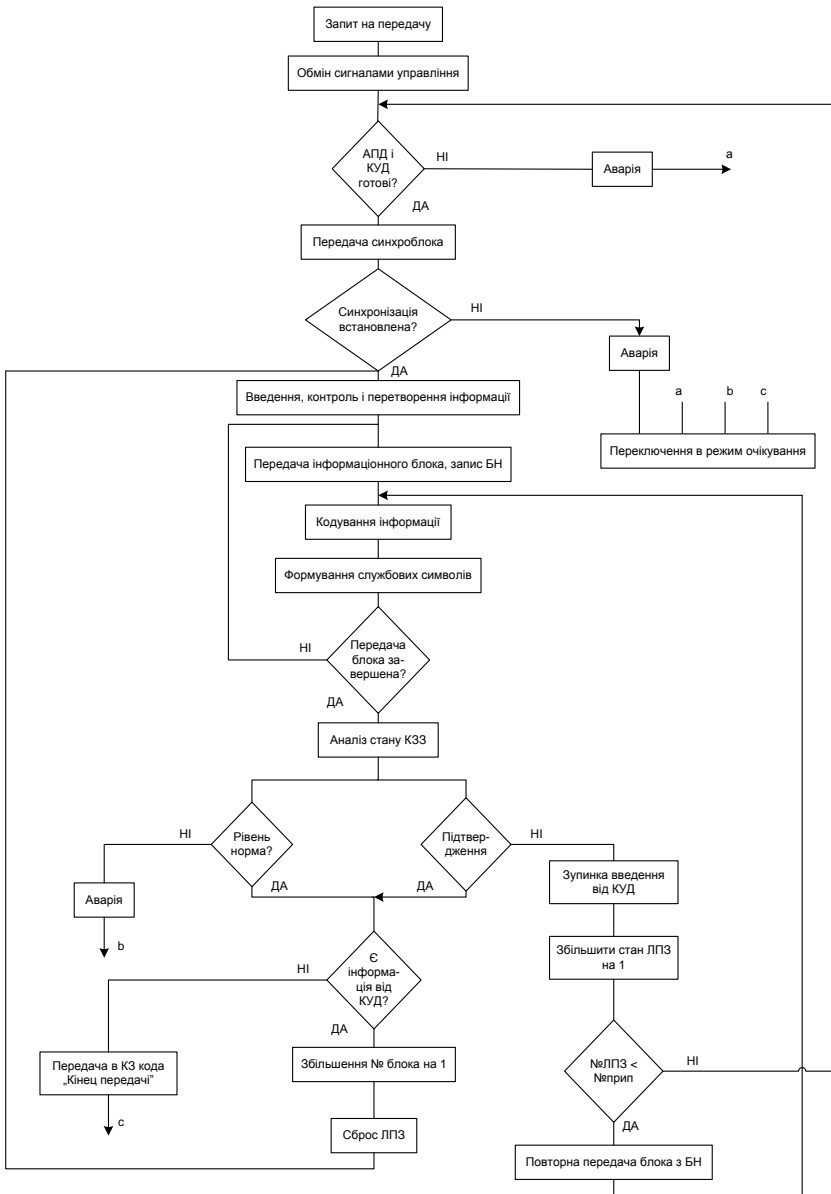 Запит на передачу
Обмін сигналами управління
АПД і
КУД
готові?
НІ
Аварія
a
ДА
Передача синхроблока
Синхронізація
встановлена?
НІ
Аварія
ДА
Введення, контроль і перетворення інформації
a
b
c
Переключення в режим очікування
Передача інформаціонного блока, запис БН
Кодування інформації
Формування службових символів
НІ
Передача
блока за-
вершена?
ДА
Аналіз стану КЗЗ
НІ
Рівень
норма?
ДА
Підтвер-
дження
НІ
ДА
Аварія
b
Зупинка введення
від КУД
Збільшити стан ЛПЗ
на 1
НІ
Є
інформа-
ція від
КУД?
ДА
Передача в КЗ кода
„Кінец передачі”
c
Збільшення № блока на 1
Сброс ЛПЗ
№ЛПЗ <
№прип
НІ
ДА
Повторна передача блока з БН